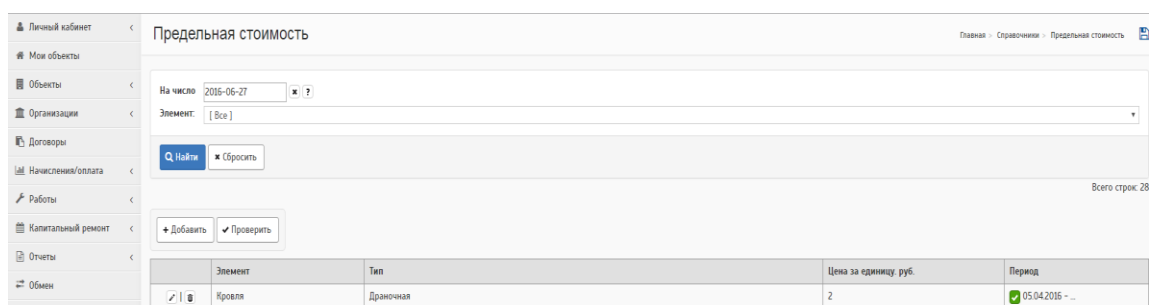 Личный кабинет
Мои объекты
Объекты
Организации
Договоры
Начисления/оплата
Работы
Капитальный ремонт
Отчеты
Обмен
Предельная стоимость
Главная > Справочники > Предельная стоимость
На число 2016-06-27 × ?
Элемент: [ Все ]
Найти × Сбросить
Всего строк: 28
+ Добавить ✔ Проверить
Элемент Тип Цена за единицу. руб. Период
Кровля Драночная 2 05.04.2016 - ...